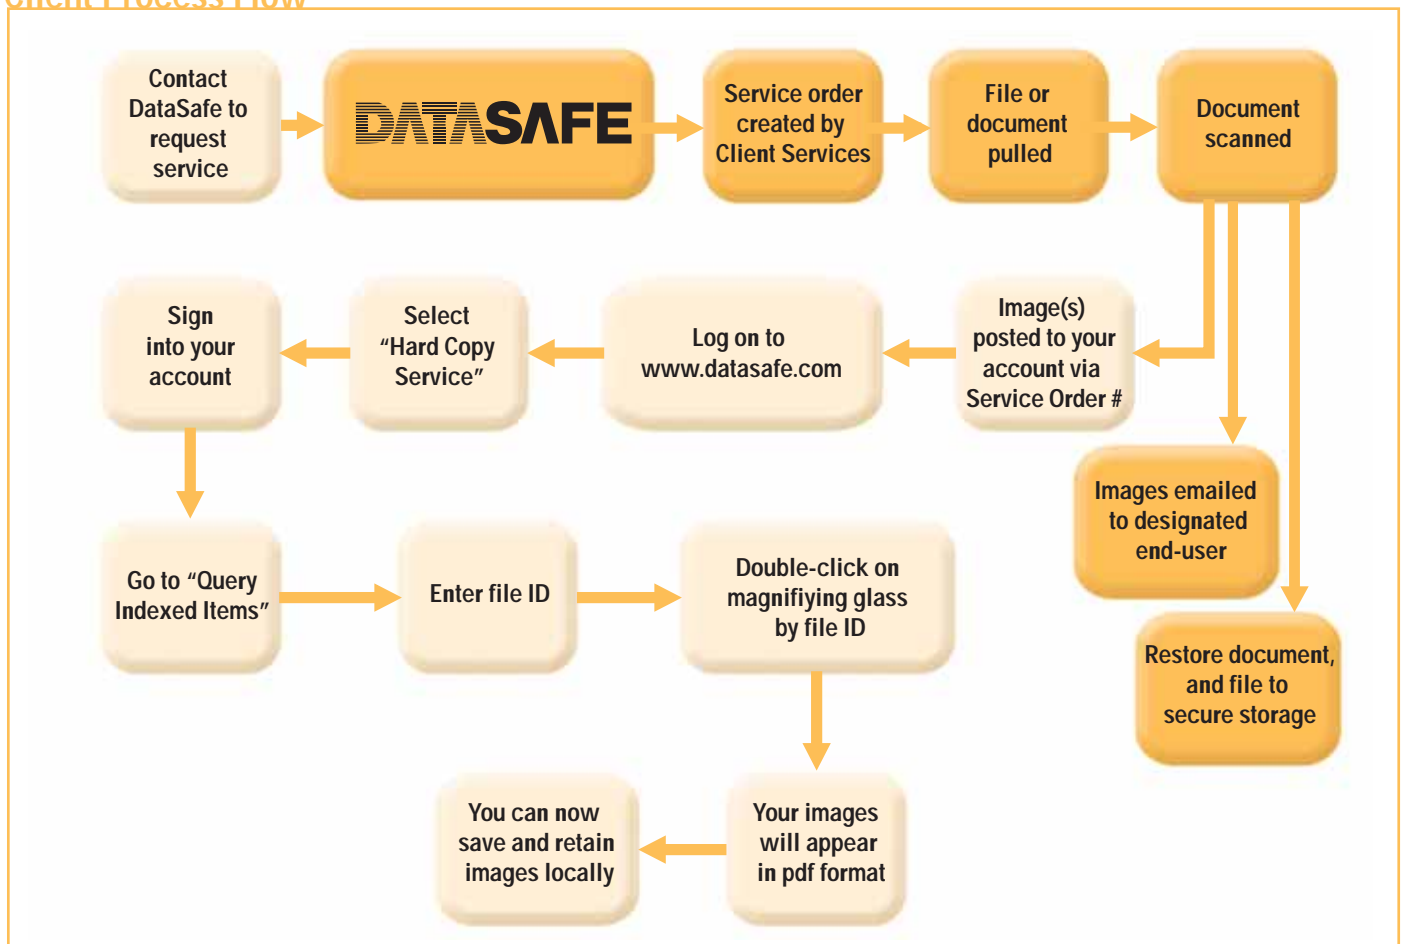 Client Process Flow
Contact
DataSafe to
request
service
DATASAFE
Service order
created by
Client Services
File or
document
pulled
Document
scanned
Sign
into your
account
Select
“Hard Copy
Service”
Log on to
www.datasafe.com
Image(s)
posted to your
account via
Service Order #
Images emailed
to designated
end-user
Go to “Query
Indexed Items”
Enter file ID
Double-click on
magnifiying glass
by file ID
Restore document,
and file to
secure storage
You can now
save and retain
images locally
Your images
will appear
in pdf format